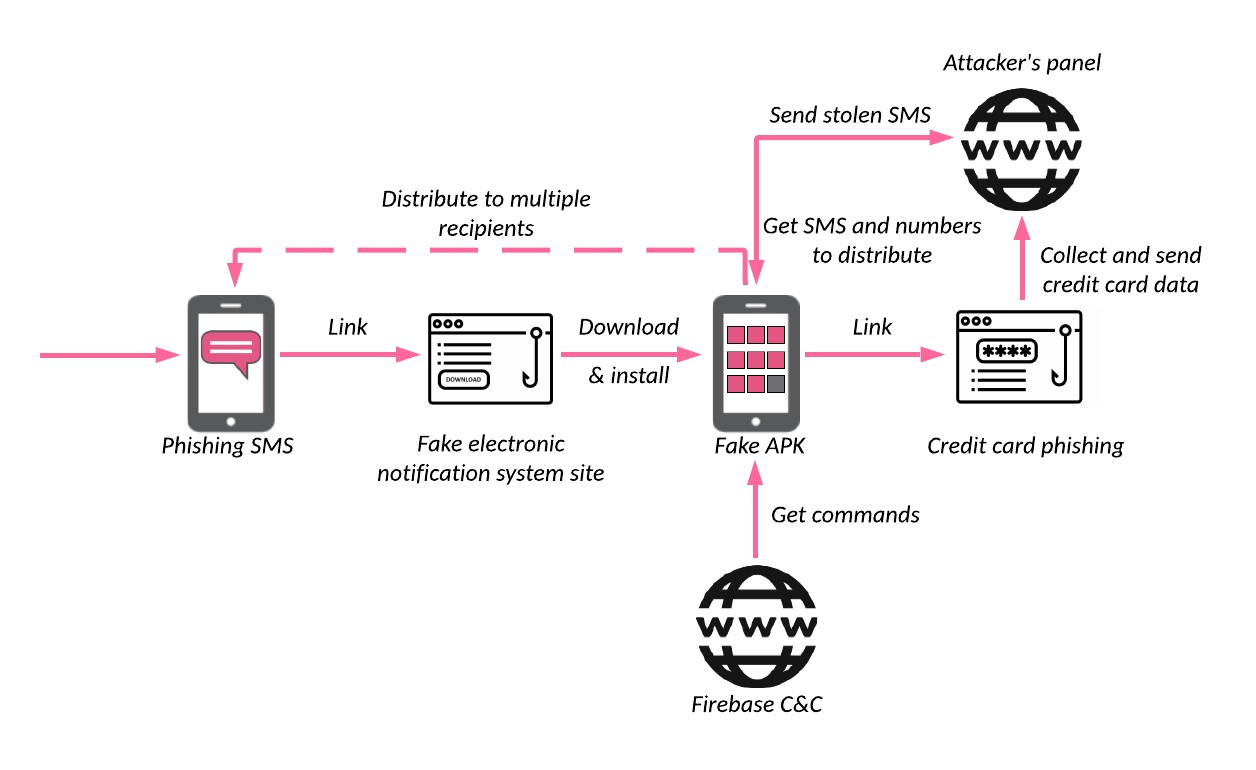 Attacker's panel
Send stolen SMS
www
Distribute to multiple
recipients
Get SMS and numbers
to distribute
Collect and send
credit card data
Link
Download
Link
****
DOWNLOAD
& install
Phishing SMS
Fake electronic
notification system site
Fake APK
Credit card phishing
Get commands
www
Firebase C&C